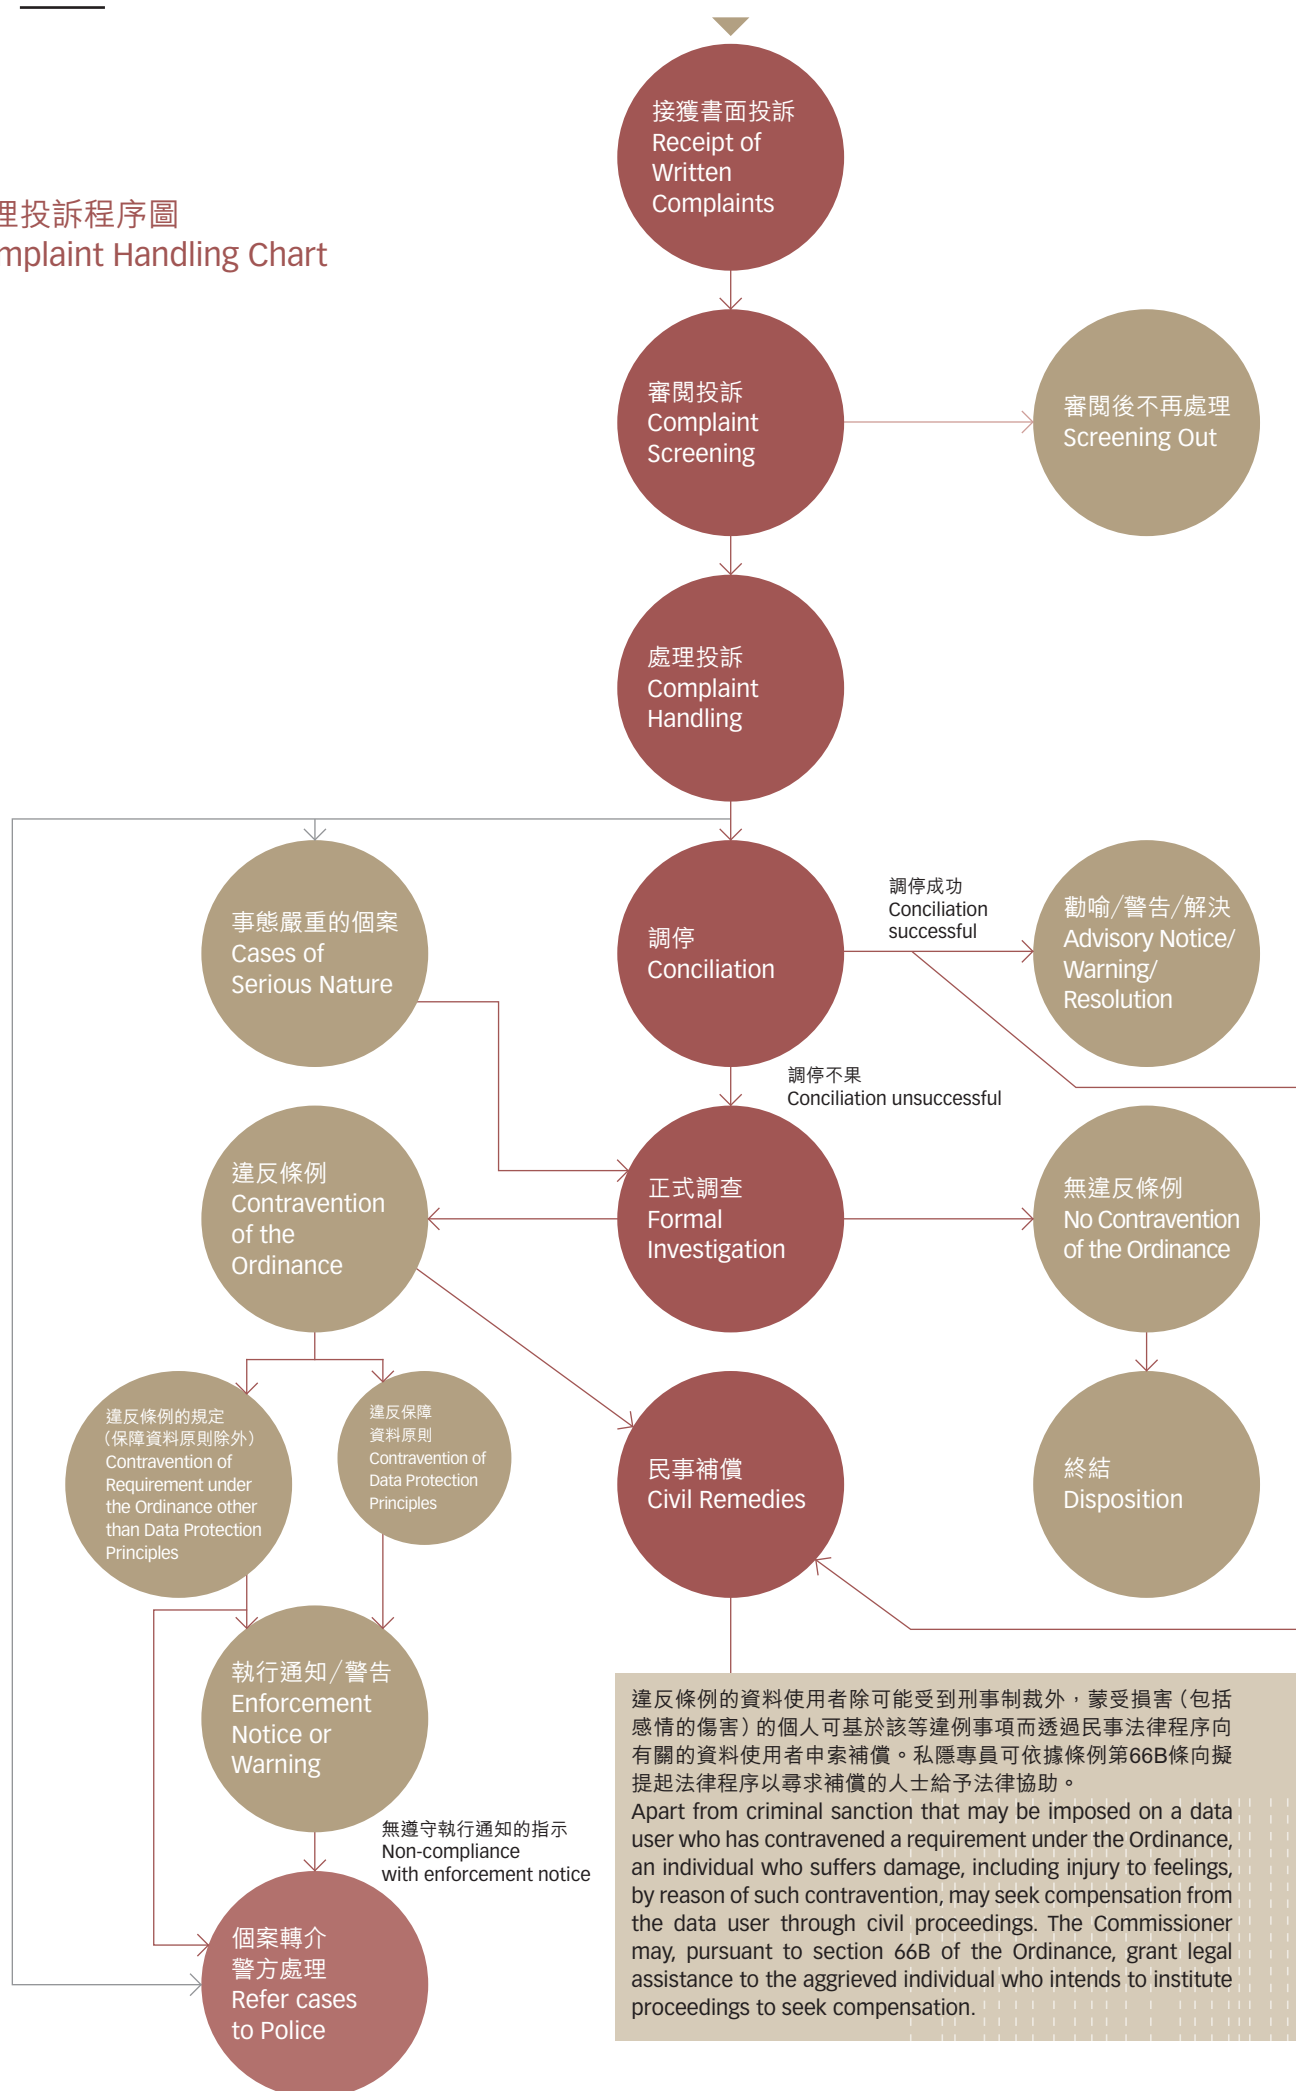 理投訴程序圖
mplaint Handling Chart
接獲書面投訴
Receipt of
Written
Complaints
審閱投訴
Complaint
Screening
審閱後不再處理
Screening Out
處理投訴
Complaint
Handling
事態嚴重的個案
Cases of
Serious Nature
調停
Conciliation
調停成功
Conciliation
successful
勸喻/警告/解決
Advisory Notice/
Warning/
Resolution
調停不果
Conciliation unsuccessful
違反條例
Contravention
of the
Ordinance
正式調查
Formal
Investigation
無違反條例
No Contravention
of the Ordinance
違反條例的規定
(保障資料原則除外)
Contravention of
Requirement under
the Ordinance other
than Data Protection
Principles
違反保障
資料原則
Contravention of
Data Protection
Principles
民事補償
Civil Remedies
終結
Disposition
執行通知/警告
Enforcement
Notice or
Warning
無遵守執行通知的指示
Non-compliance
with enforcement notice
個案轉介
警方處理
Refer cases
to Police
違反條例的資料使用者除可能受到刑事制裁外，蒙受損害(包括
感情的傷害)的個人可基於該等違例事項而透過民事法律程序向
有關的資料使用者申索補償。私隱專員可依據條例第66B條向擬
提起法律程序以尋求補償的人士給予法律協助。
Apart from criminal sanction that may be imposed on a data
user who has contravened a requirement under the Ordinance,
an individual who suffers damage, including injury to feelings,
by reason of such contravention, may seek compensation from
the data user through civil proceedings. The Commissioner
may, pursuant to section 66B of the Ordinance, grant legal
assistance to the aggrieved individual who intends to institute
proceedings to seek compensation.